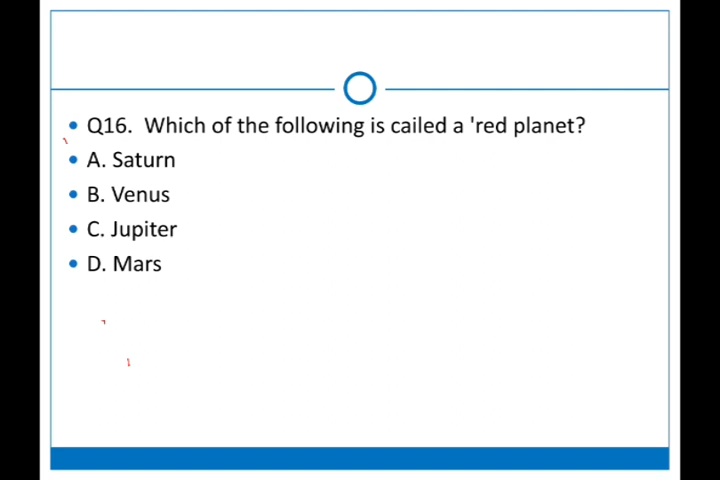 • Q16. Which of the following is cailed a 'red planet?
• A. Saturn
• B. Venus
• C. Jupiter
• D. Mars